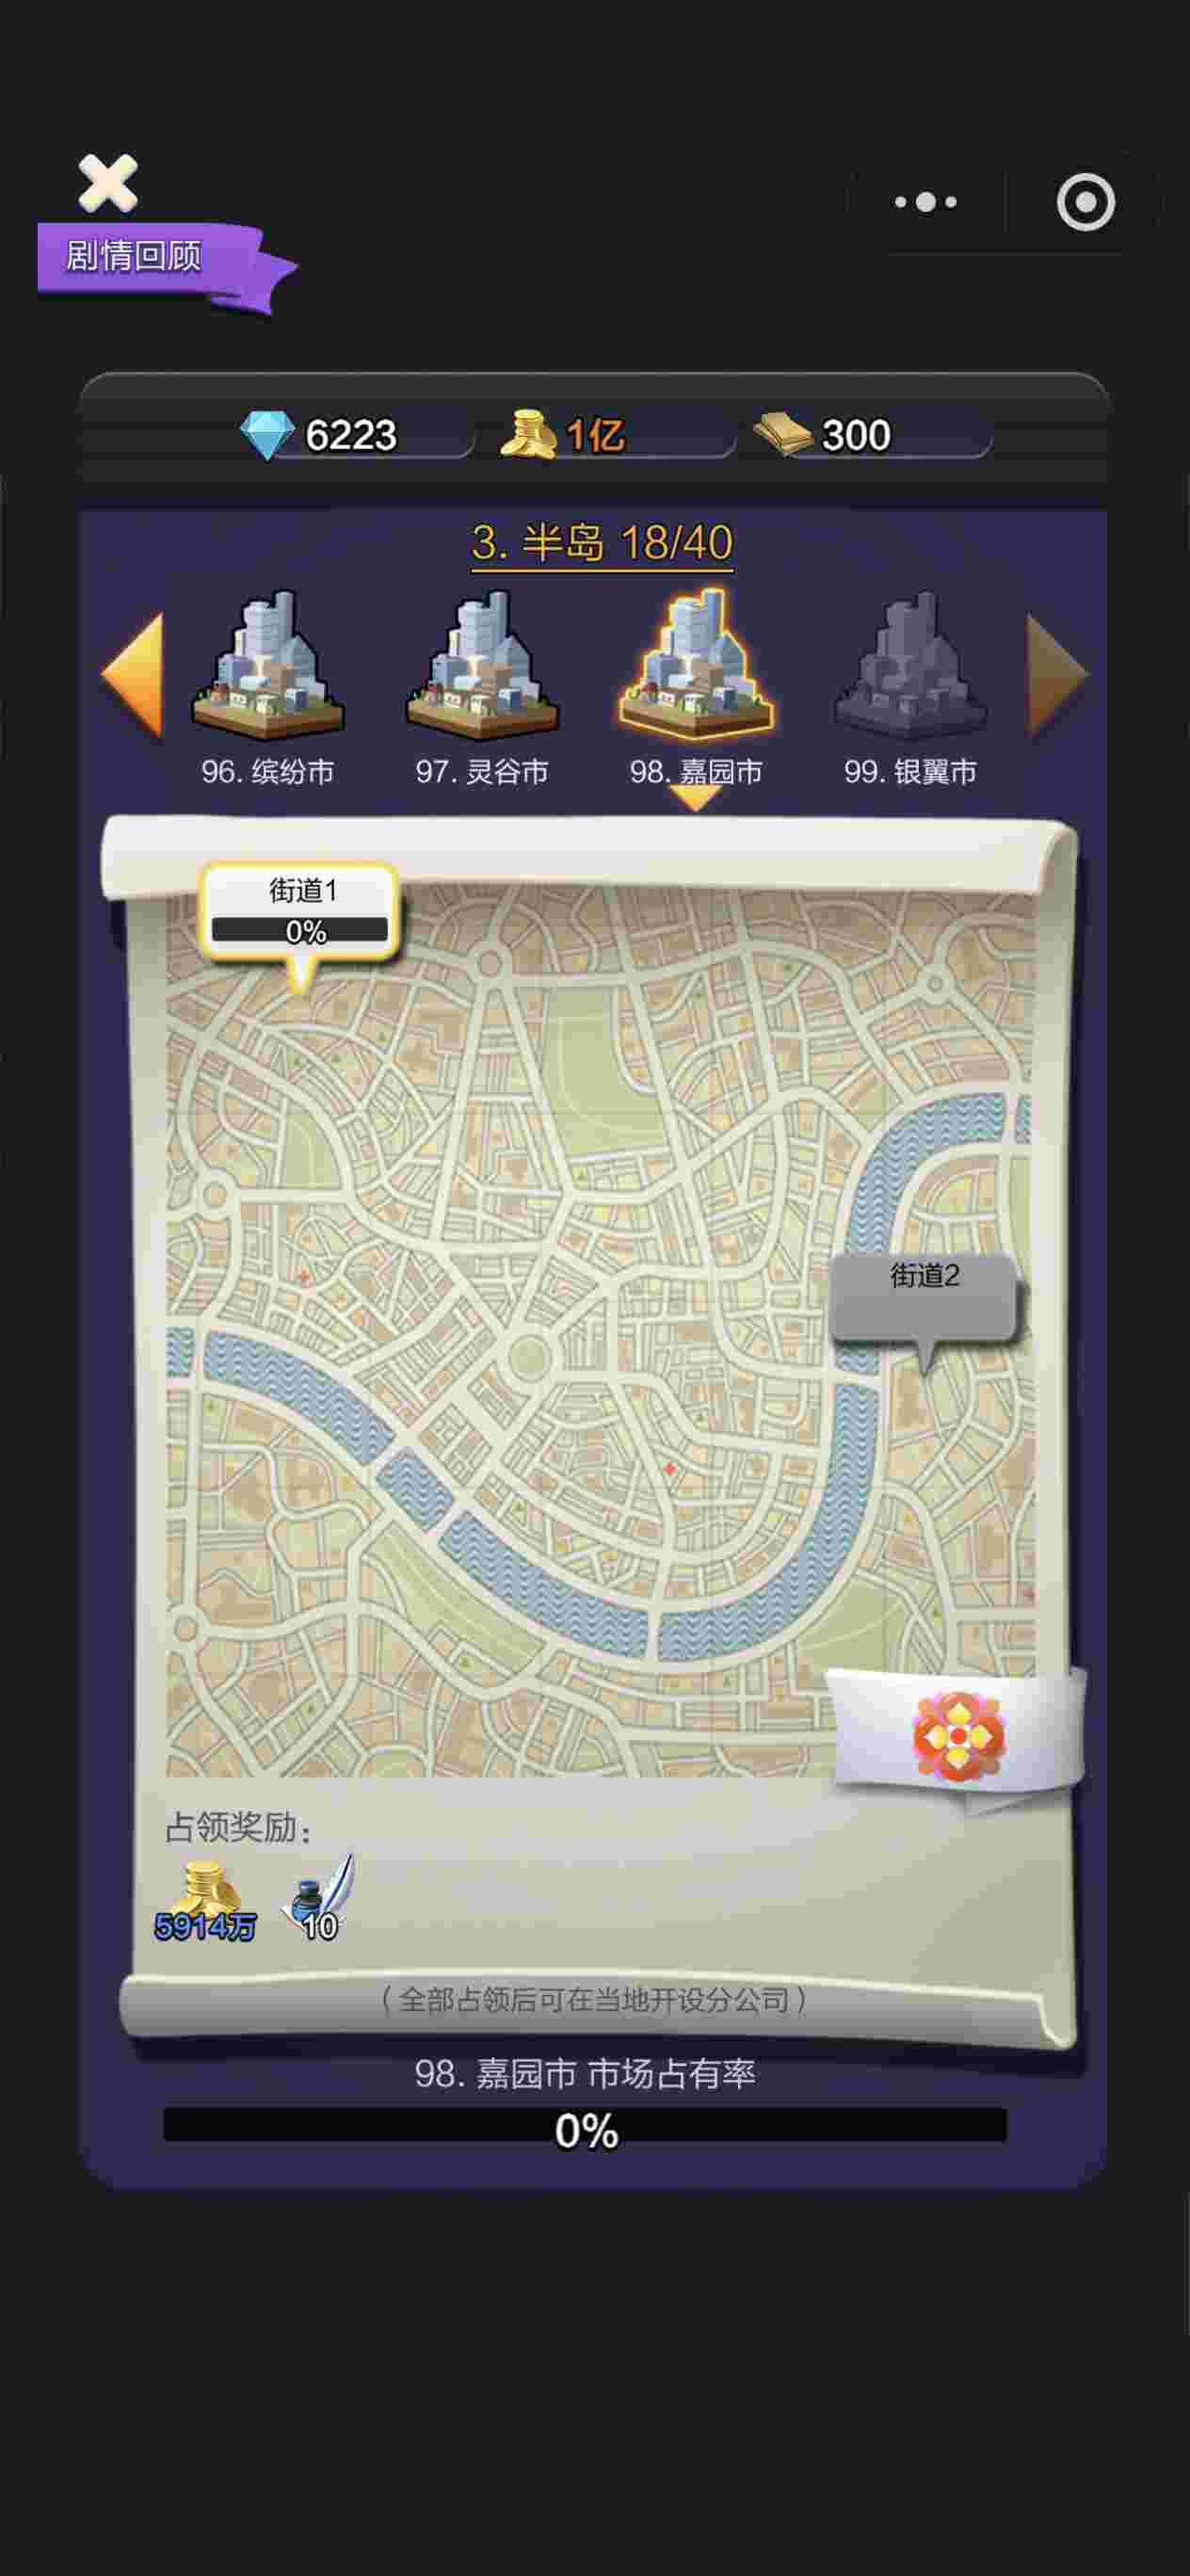 剧情回顾
6223
1亿
300
3. 半岛 18/40
96. 缤纷市
97. 灵谷市
98. 嘉园市
99. 银翼市
街道1
0%
街道2
占领奖励：
5914万
10
（全部占领后可在当地开设分公司）
98. 嘉园市 市场占有率
0%